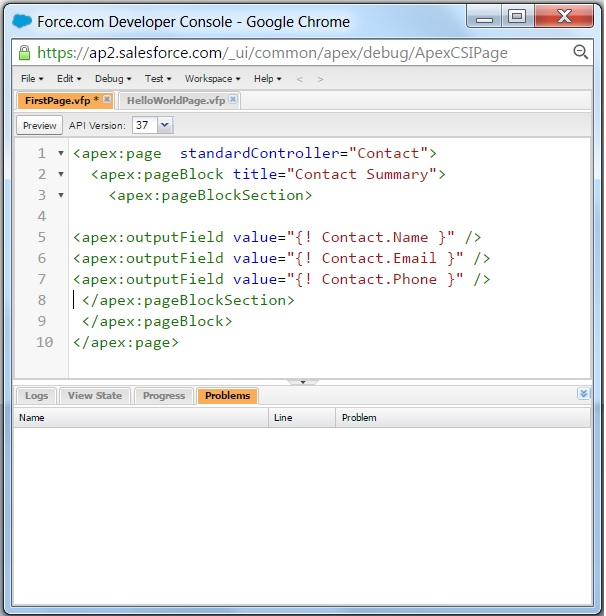 Force.com Developer Console - Google Chrome
https://ap2.salesforce.com/_ui/common/apex/debug/ApexCSIPage
File Edit Debug Test Workspace Help < >
FirstPage.vfp * HelloWorldPage.vfp
Preview API Version: 37
1 <apex:page  standardController="Contact">
2 <apex:pageBlock title="Contact Summary">
3 <apex:pageBlockSection>
4
5 <apex:outputField value="{! Contact.Name }" />
6 <apex:outputField value="{! Contact.Email }" />
7 <apex:outputField value="{! Contact.Phone }" />
8 </apex:pageBlockSection>
9 </apex:pageBlock>
10 </apex:page>
Logs View State Progress Problems
Name Line Problem